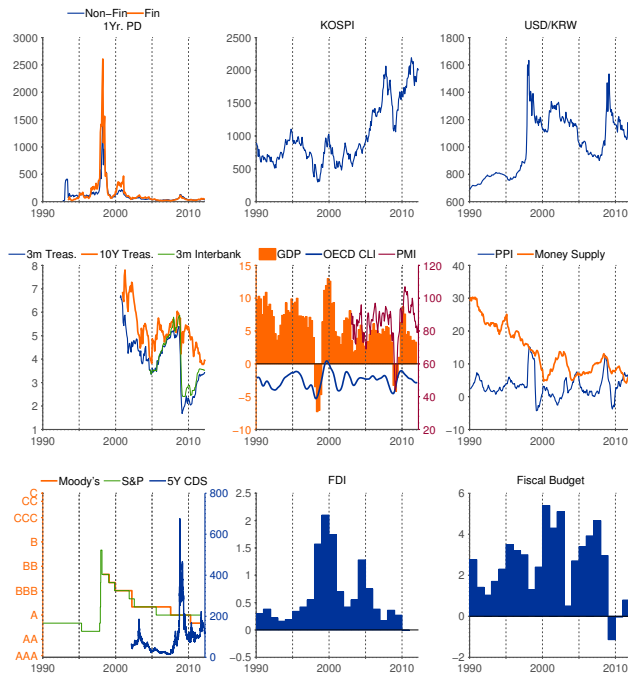 Non−Fin Fin
1Yr. PD
3000
2500
2000
1500
1000
500
0
1990 2000 2010
KOSPI
2500
2000
1500
1000
500
0
1990 2000 2010
USD/KRW
1800
1600
1400
1200
1000
800
600
1990 2000 2010
3m Treas. 10Y Treas. 3m Interbank
8
7
6
5
4
3
2
1
1990 2000 2010
GDP OECD CLI PMI
15 120
10 100
5 80
0 60
−5 40
−10 20
1990 2000 2010
PPI Money Supply
40
30
20
10
0
−10
1990 2000 2010
Moody's S&P 5Y CDS
C 800
CC
CCC 600
B
BB 400
BBB
A 200
AA
AAA 0
1990 2000 2010
FDI
2.5
2
1.5
1
0.5
0
−0.5
1990 2000 2010
Fiscal Budget
6
4
2
0
−2
1990 2000 2010